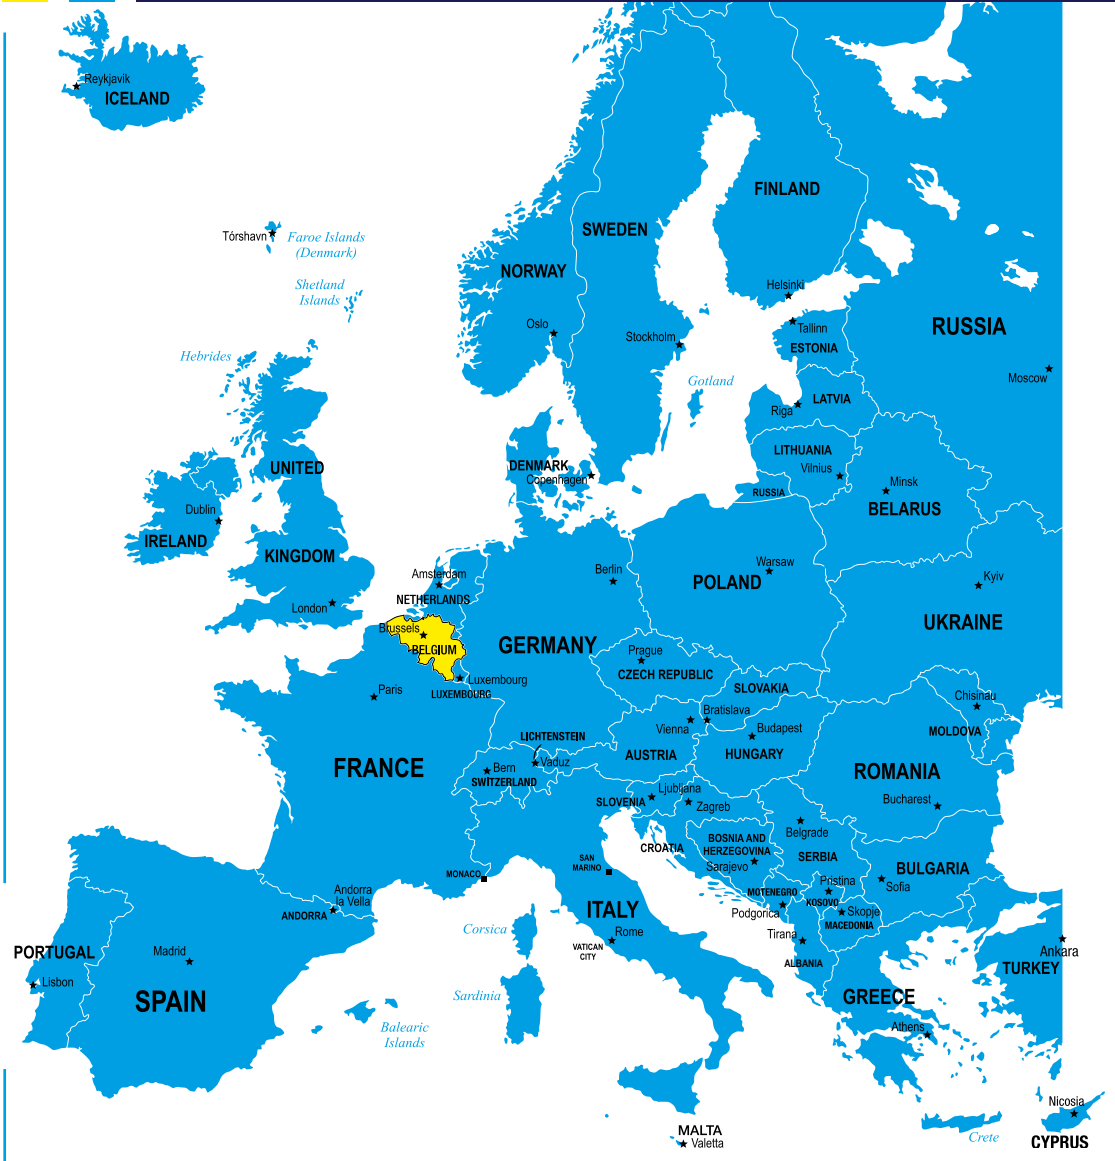 Reykjavik
ICELAND
FINLAND
SWEDEN
Tórshavn
Faroe Islands
(Denmark)
NORWAY
Shetland
Islands
Helsinki
Oslo
Tallinn
RUSSIA
Stockholm
ESTONIA
Hebrides
Moscow
Gotland
LATVIA
Riga
LITHUANIA
UNITED
DENMARK
Vilnius
Copenhagen
Minsk
RUSSIA
Dublin
BELARUS
IRELAND
KINGDOM
Warsaw
Berlin
Amsterdam
Kyiv
POLAND
NETHERLANDS
London
UKRAINE
Brussels
GERMANY
BELGIUM
Prague
CZECH REPUBLIC
Luxembourg
SLOVAKIA
Paris
LUXEMBOURG
Chisinau
Bratislava
Vienna
Budapest
MOLDOVA
LICHTENSTEIN
AUSTRIA
HUNGARY
Vaduz
Bern
FRANCE
ROMANIA
SWITZERLAND
Ljubljana
SLOVENIA
Zagreb
Bucharest
Belgrade
BOSNIA AND
HERZEGOVINA
CROATIA
SERBIA
SAN
MARINO
Sarajevo
BULGARIA
MONACO
Pristina
Sofia
Andorra
la Vella
MOTENEGRO
KOSOVO
ITALY
Podgorica
Skopje
ANDORRA
MACEDONIA
Corsica
Rome
Tirana
VATICAN
CITY
PORTUGAL
Madrid
Ankara
ALBANIA
TURKEY
Lisbon
Sardinia
GREECE
SPAIN
Balearic
Islands
Athens
Nicosia
MALTA
Valetta
Crete
CYPRUS